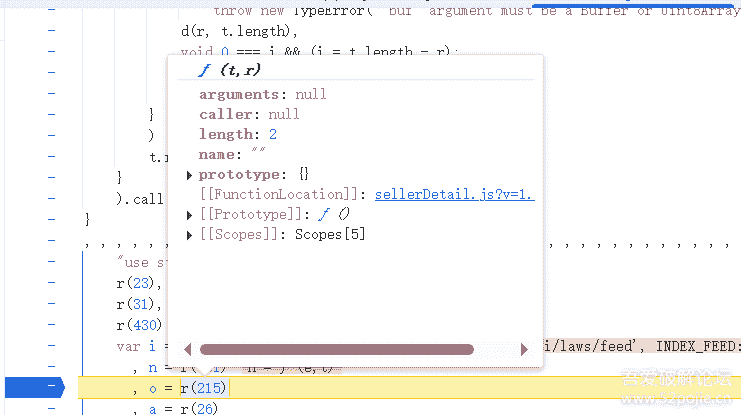 throw new TypeError(' "buf" argument must be a Buffer or Uint8Array
d(r, t.length),
void 0 === i && (i = t.length - r);
ƒ (t,r)
arguments: null
caller: null
length: 2
name: ""
prototype: {}
[[FunctionLocation]]: sellerDetail.js?v=1.
[[Prototype]]: ƒ ()
[[Scopes]]: Scopes[5]
}
)
t.
}
).call
}
, , , , , , , , , , , , , , , , , , ,
"use s
r(23),
r(31),
r(430)
var i = i/laws/feed', INDEX_FEED:
, n = r(
, o = r(215)
, a = r(26)
吾爱破解论坛
www.52pojie.cn